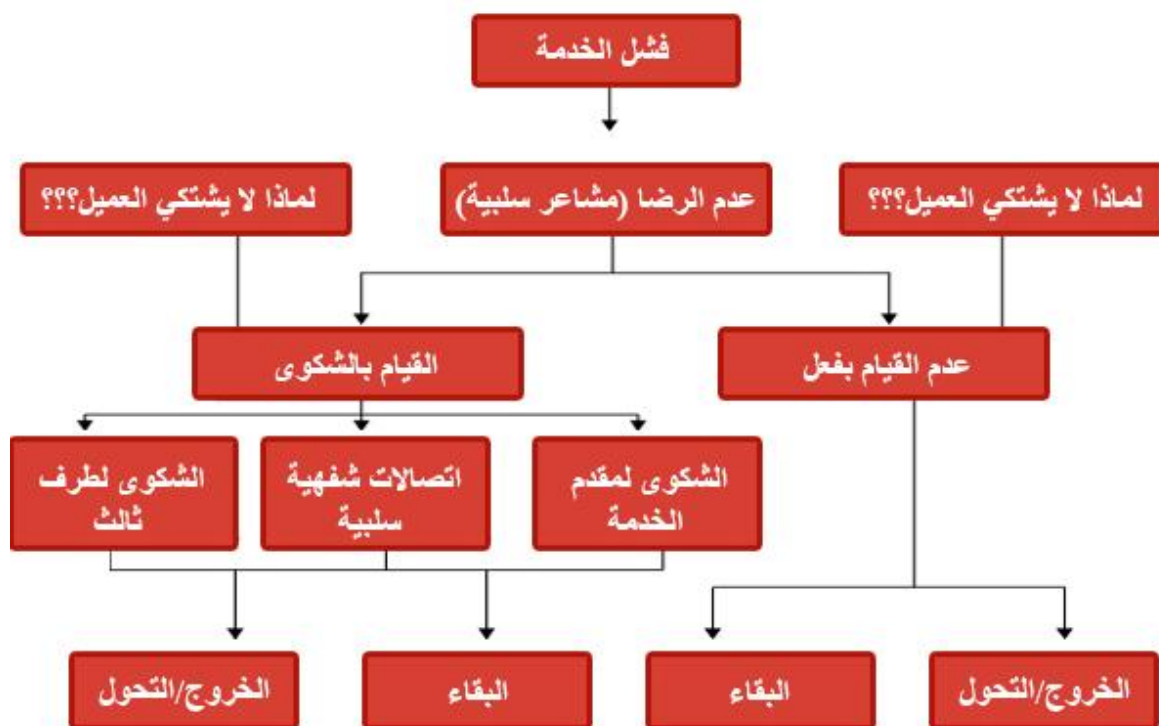 فشل الخدمة
لماذا لا يشتكي العميل؟؟؟
عدم الرضا (مشاعر سلبية)
لماذا لا يشتكي العميل؟؟؟
عدم القيام بفعل
القيام بالشكوى
الشكوى لمقدم
الخدمة
اتصالات شفهية
سلبية
الشكوى لطرف
ثالث
الخروج/التحول
البقاء
البقاء
الخروج/التحول